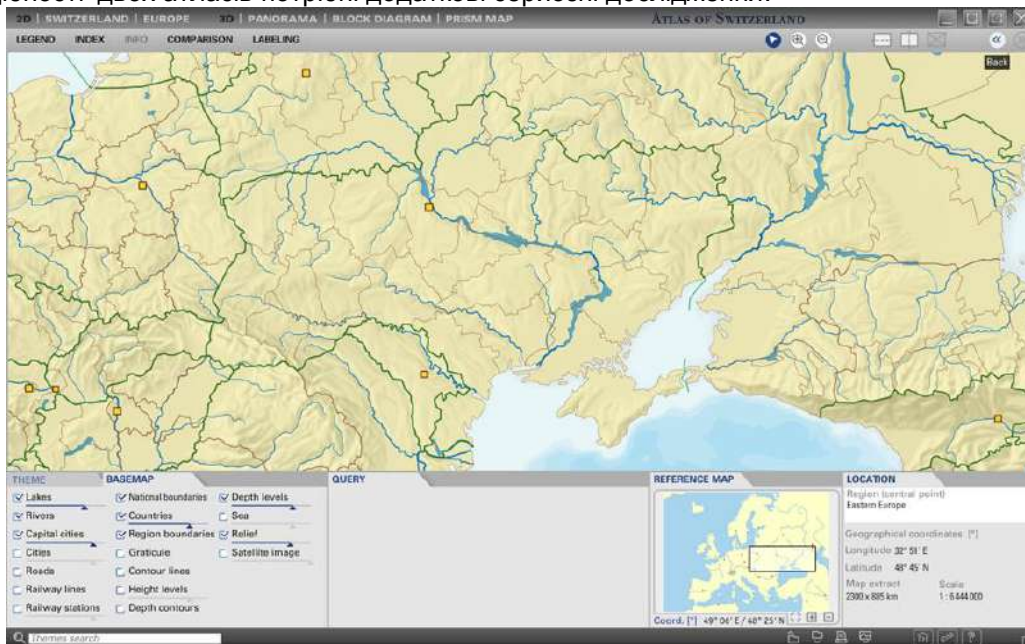 2D | SWITZERLAND | EUROPE 3D | PANORAMA | BLOCK DIAGRAM | PRISM MAP ATLAS OF SWITZERLAND
LEGEND INDEX INFO COMPARISON LABELING
Back
THEME BASEMAP QUERY REFERENCE MAP LOCATION
Lakes National boundaries Depth levels
Rivers Countries Sea
Capital cities Region boundaries Relief
Cities Graticule Satellite image
Roads Contour lines
Railway lines Height levels
Railway stations Depth contours
Coord. [°] 49° 06' E / 60° 25' N
Region (central point)
Eastern Europe
Geographical coordinates [°]
Longitude 32° 51' E
Latitude 48° 45' N
Map extract Scale
2300 x 885 km 1 : 6 444 000
Themes search